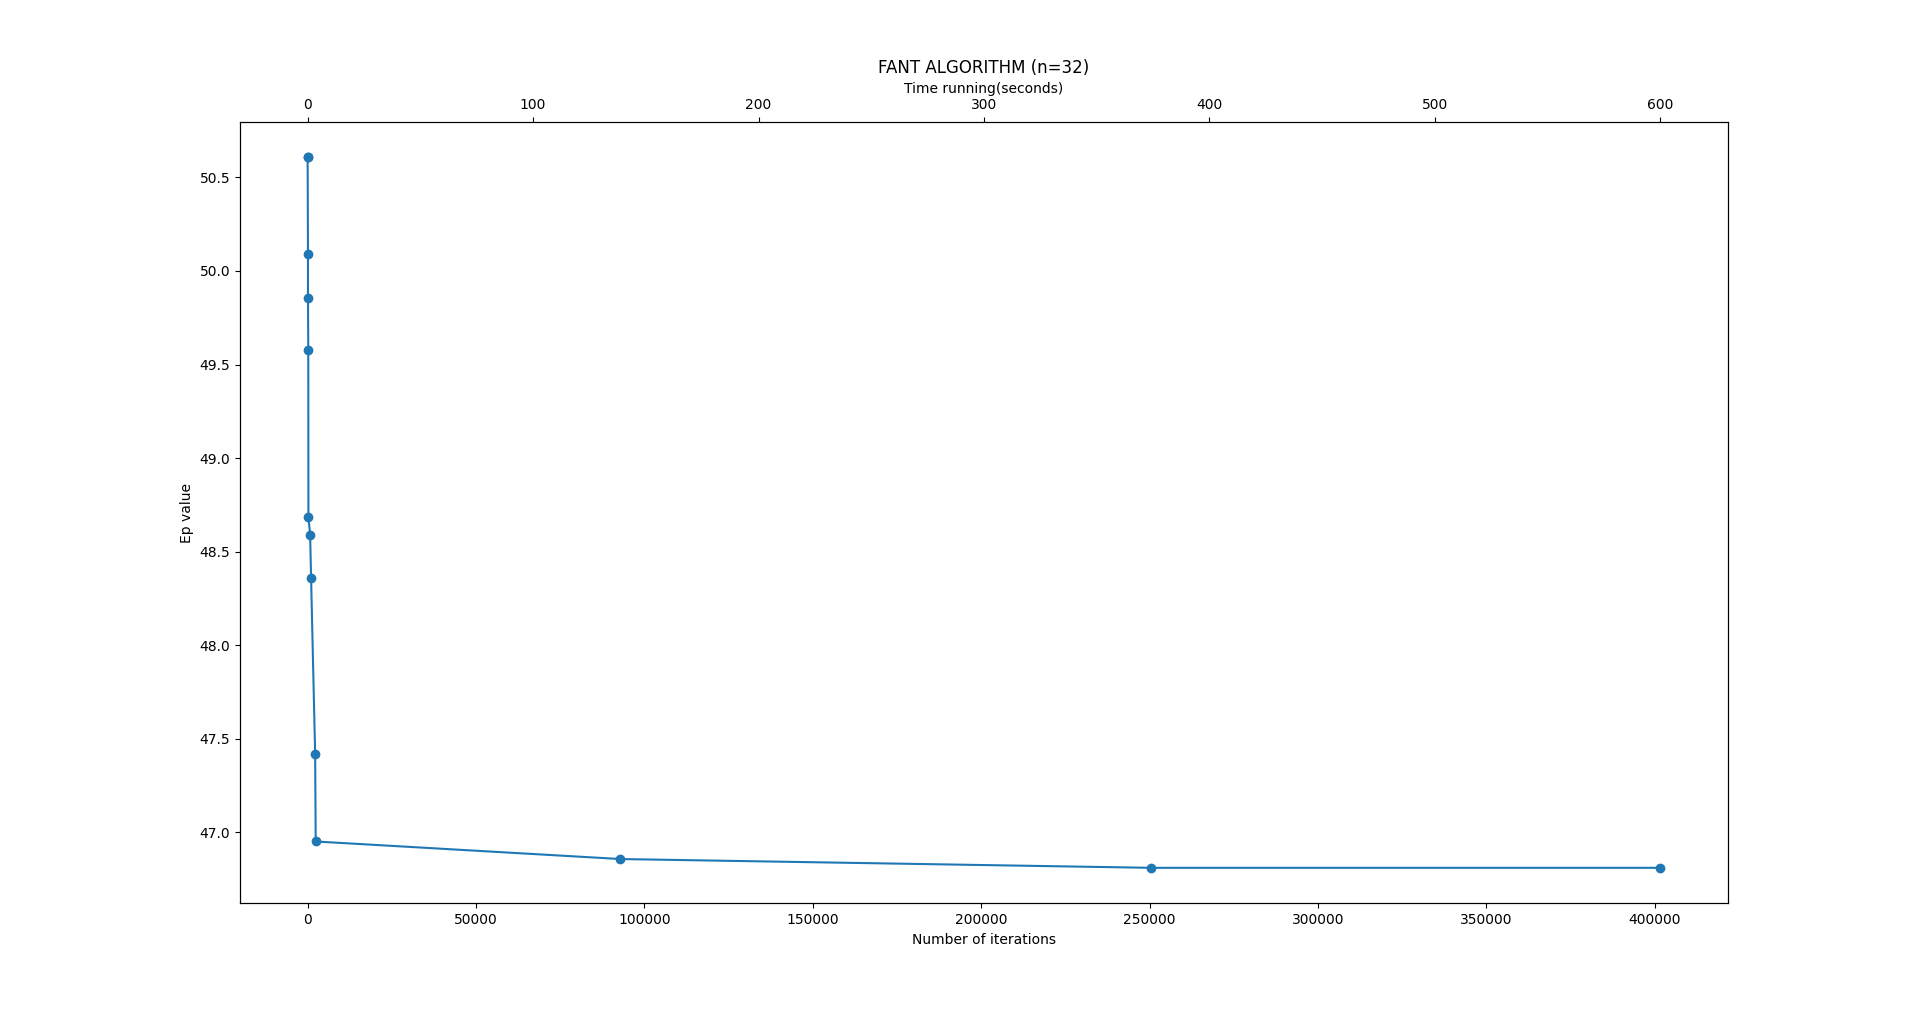 FANT ALGORITHM (n=32)
Time running(seconds)
0 100 200 300 400 500 600
50.5
50.0
49.5
49.0
48.5
48.0
47.5
47.0
Ep value
0 50000 100000 150000 200000 250000 300000 350000 400000
Number of iterations